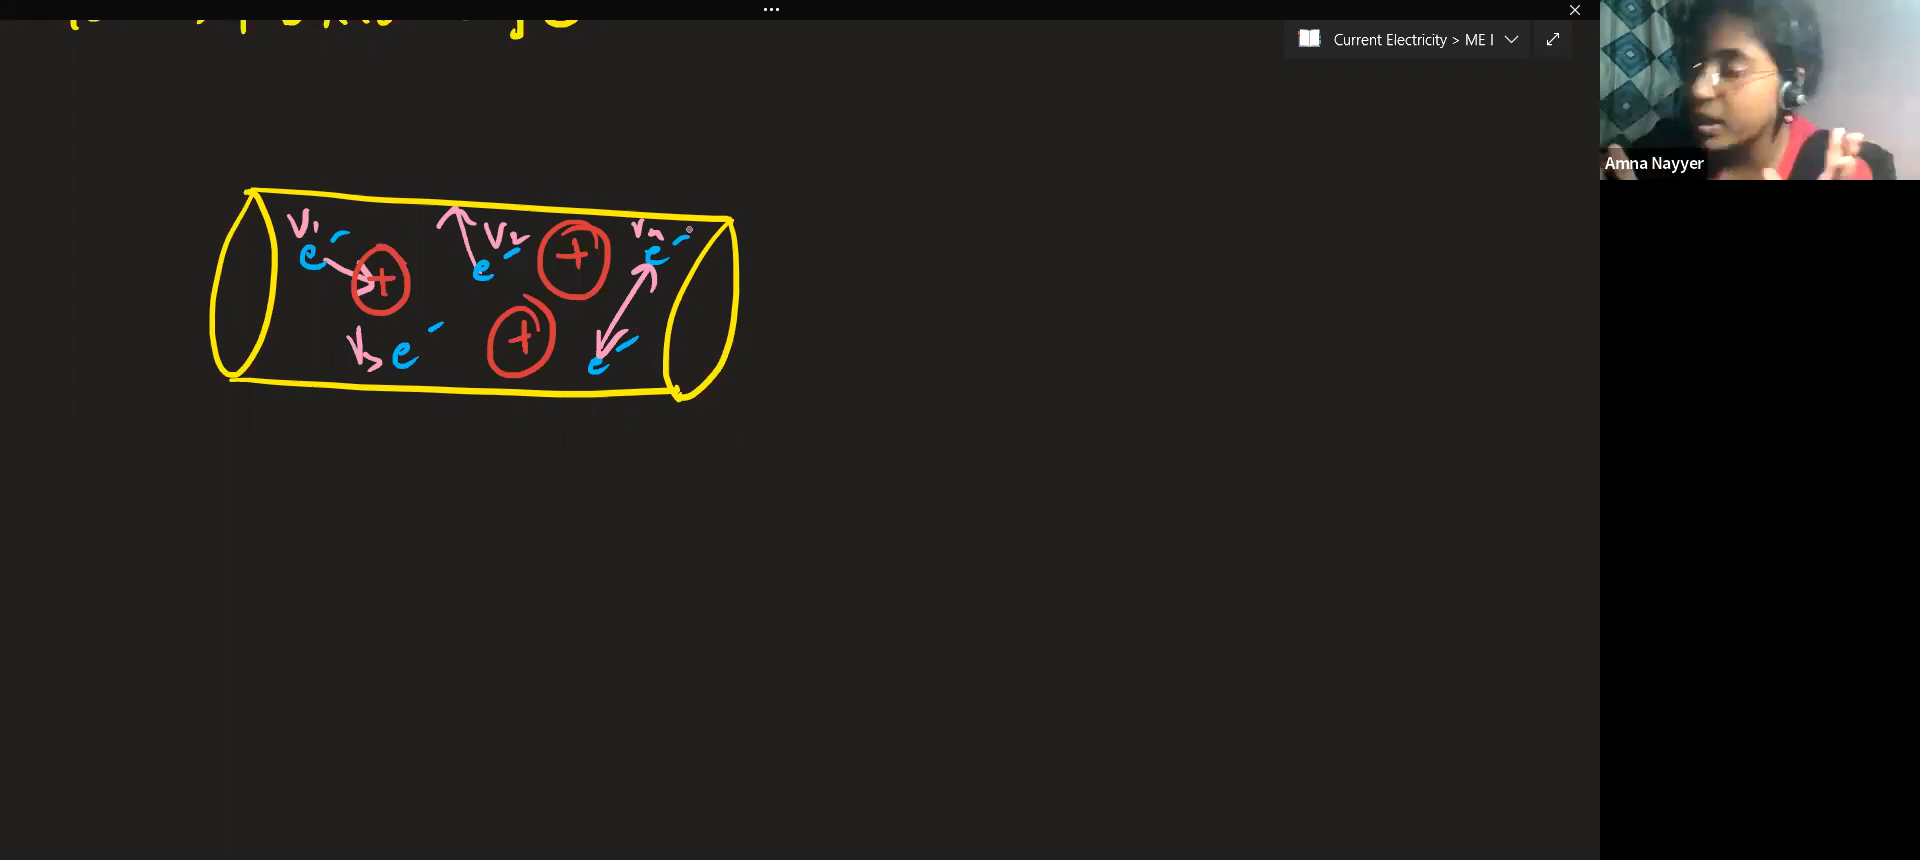 Current Electricity > ME I
Amna Nayyer
V₁
e⁻
+
V₂
e⁻
+
e⁻
V₃ e⁻
+
e⁻